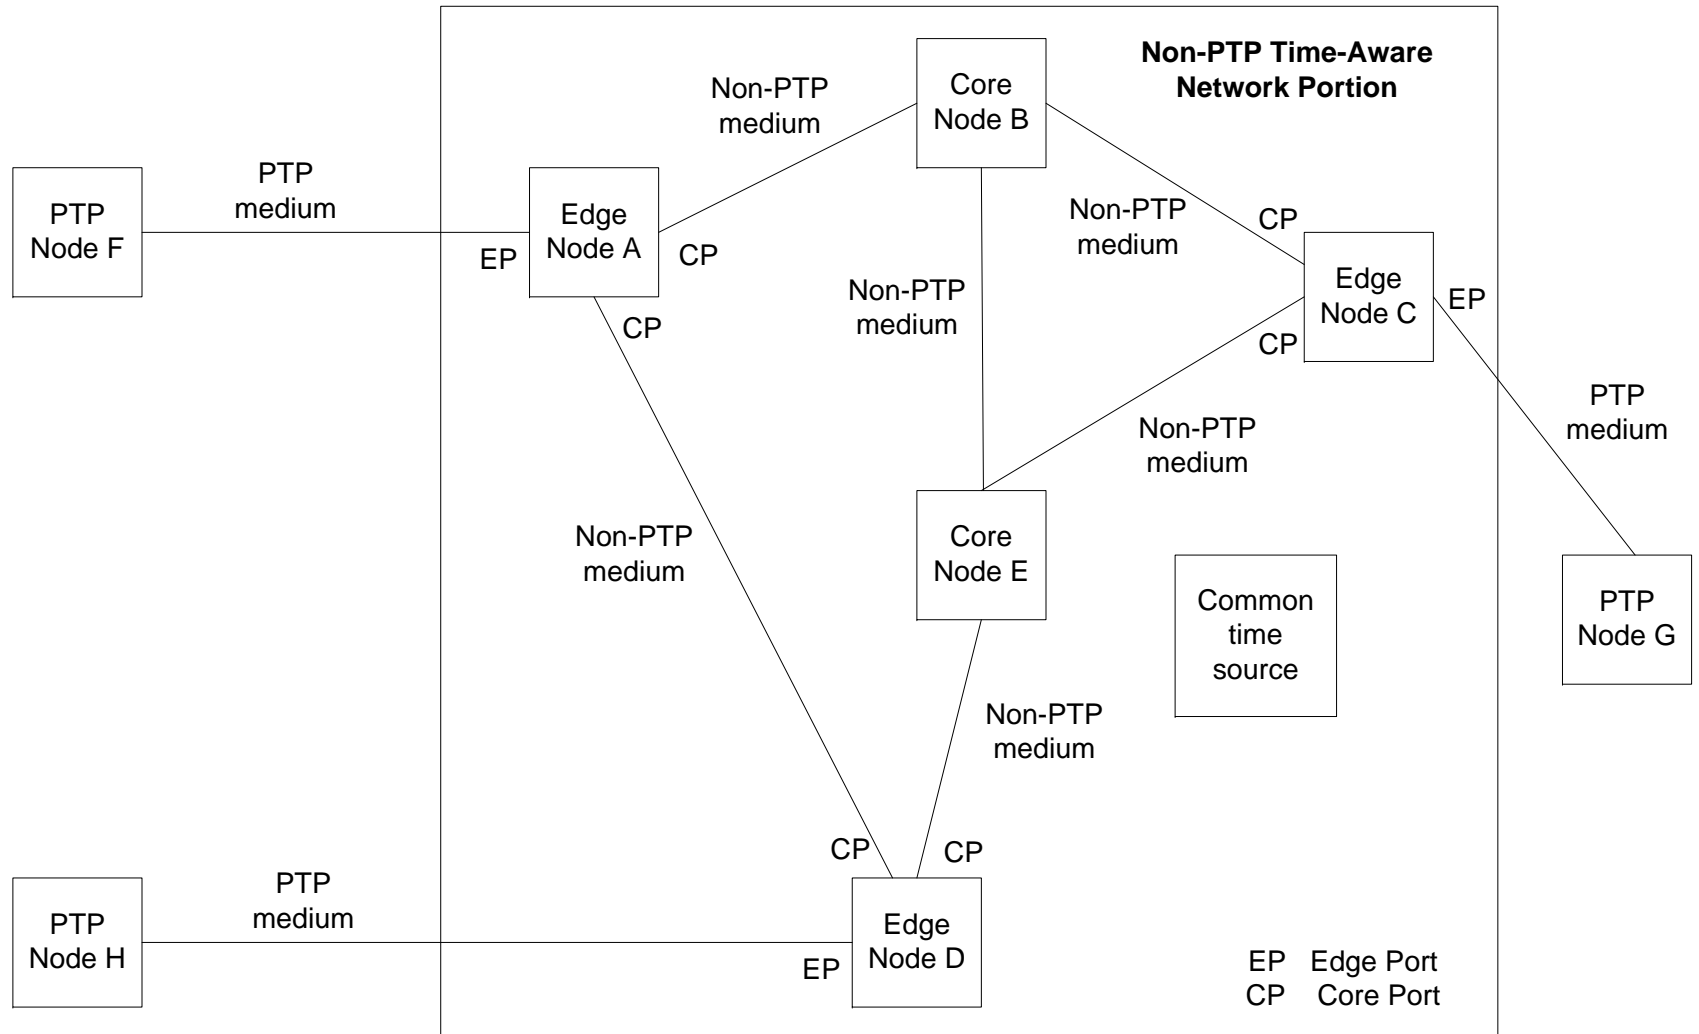 Non-PTP Time-Aware
Network Portion
Core
Node B
Non-PTP
medium
PTP
medium
PTP
Node F
Edge
Node A
EP
CP
CP
Non-PTP
medium
CP
Edge
Node C
EP
CP
Non-PTP
medium
Non-PTP
medium
PTP
medium
Non-PTP
medium
Core
Node E
Common
time
source
PTP
Node G
Non-PTP
medium
CP
CP
PTP
medium
PTP
Node H
Edge
Node D
EP
EP Edge Port
CP Core Port